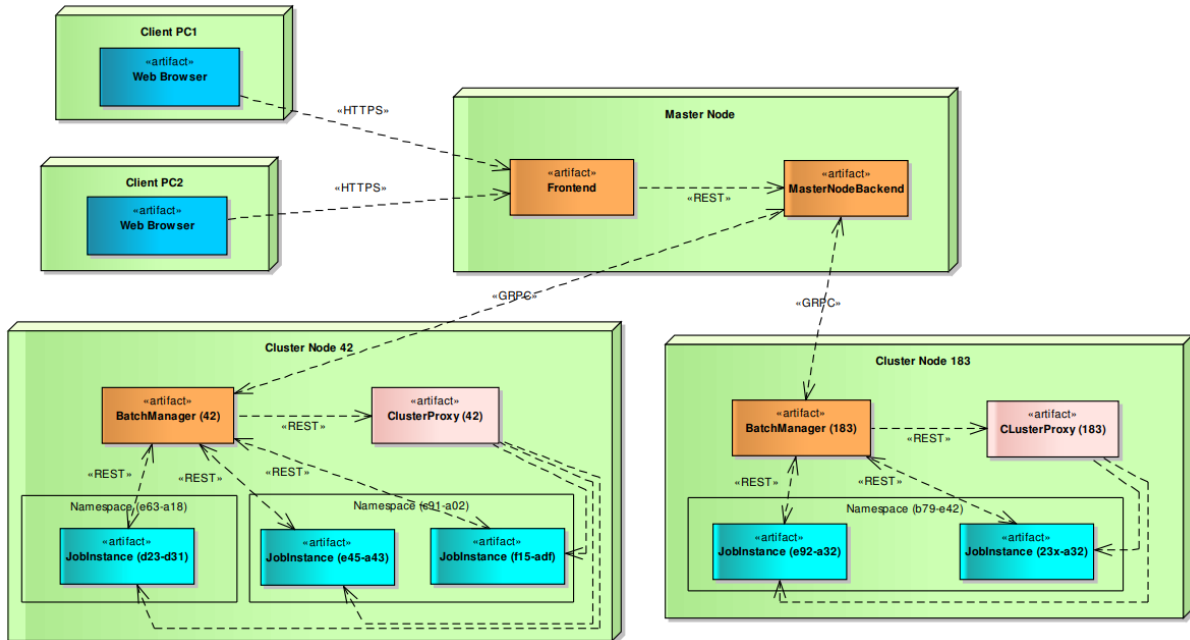 Client PC1
«artifact»
Web Browser
«HTTPS»
Client PC2
«artifact»
Web Browser
«HTTPS»
Master Node
«artifact»
Frontend
«REST»
«artifact»
MasterNodeBackend
«GRPC»
«GRPC»
Cluster Node 42
«artifact»
BatchManager (42)
«REST»
«artifact»
ClusterProxy (42)
«REST»
«REST»
«REST»
Namespace (e63-a18)
«artifact»
JobInstance (d23-d31)
Namespace (c91-a02)
«artifact»
JobInstance (e45-a43)
«artifact»
JobInstance (f15-adf)
Cluster Node 183
«artifact»
BatchManager (183)
«REST»
«artifact»
CLusterProxy (183)
«REST»
«REST»
Namespace (b79-e42)
«artifact»
JobInstance (e92-a32)
«artifact»
JobInstance (23x-a32)